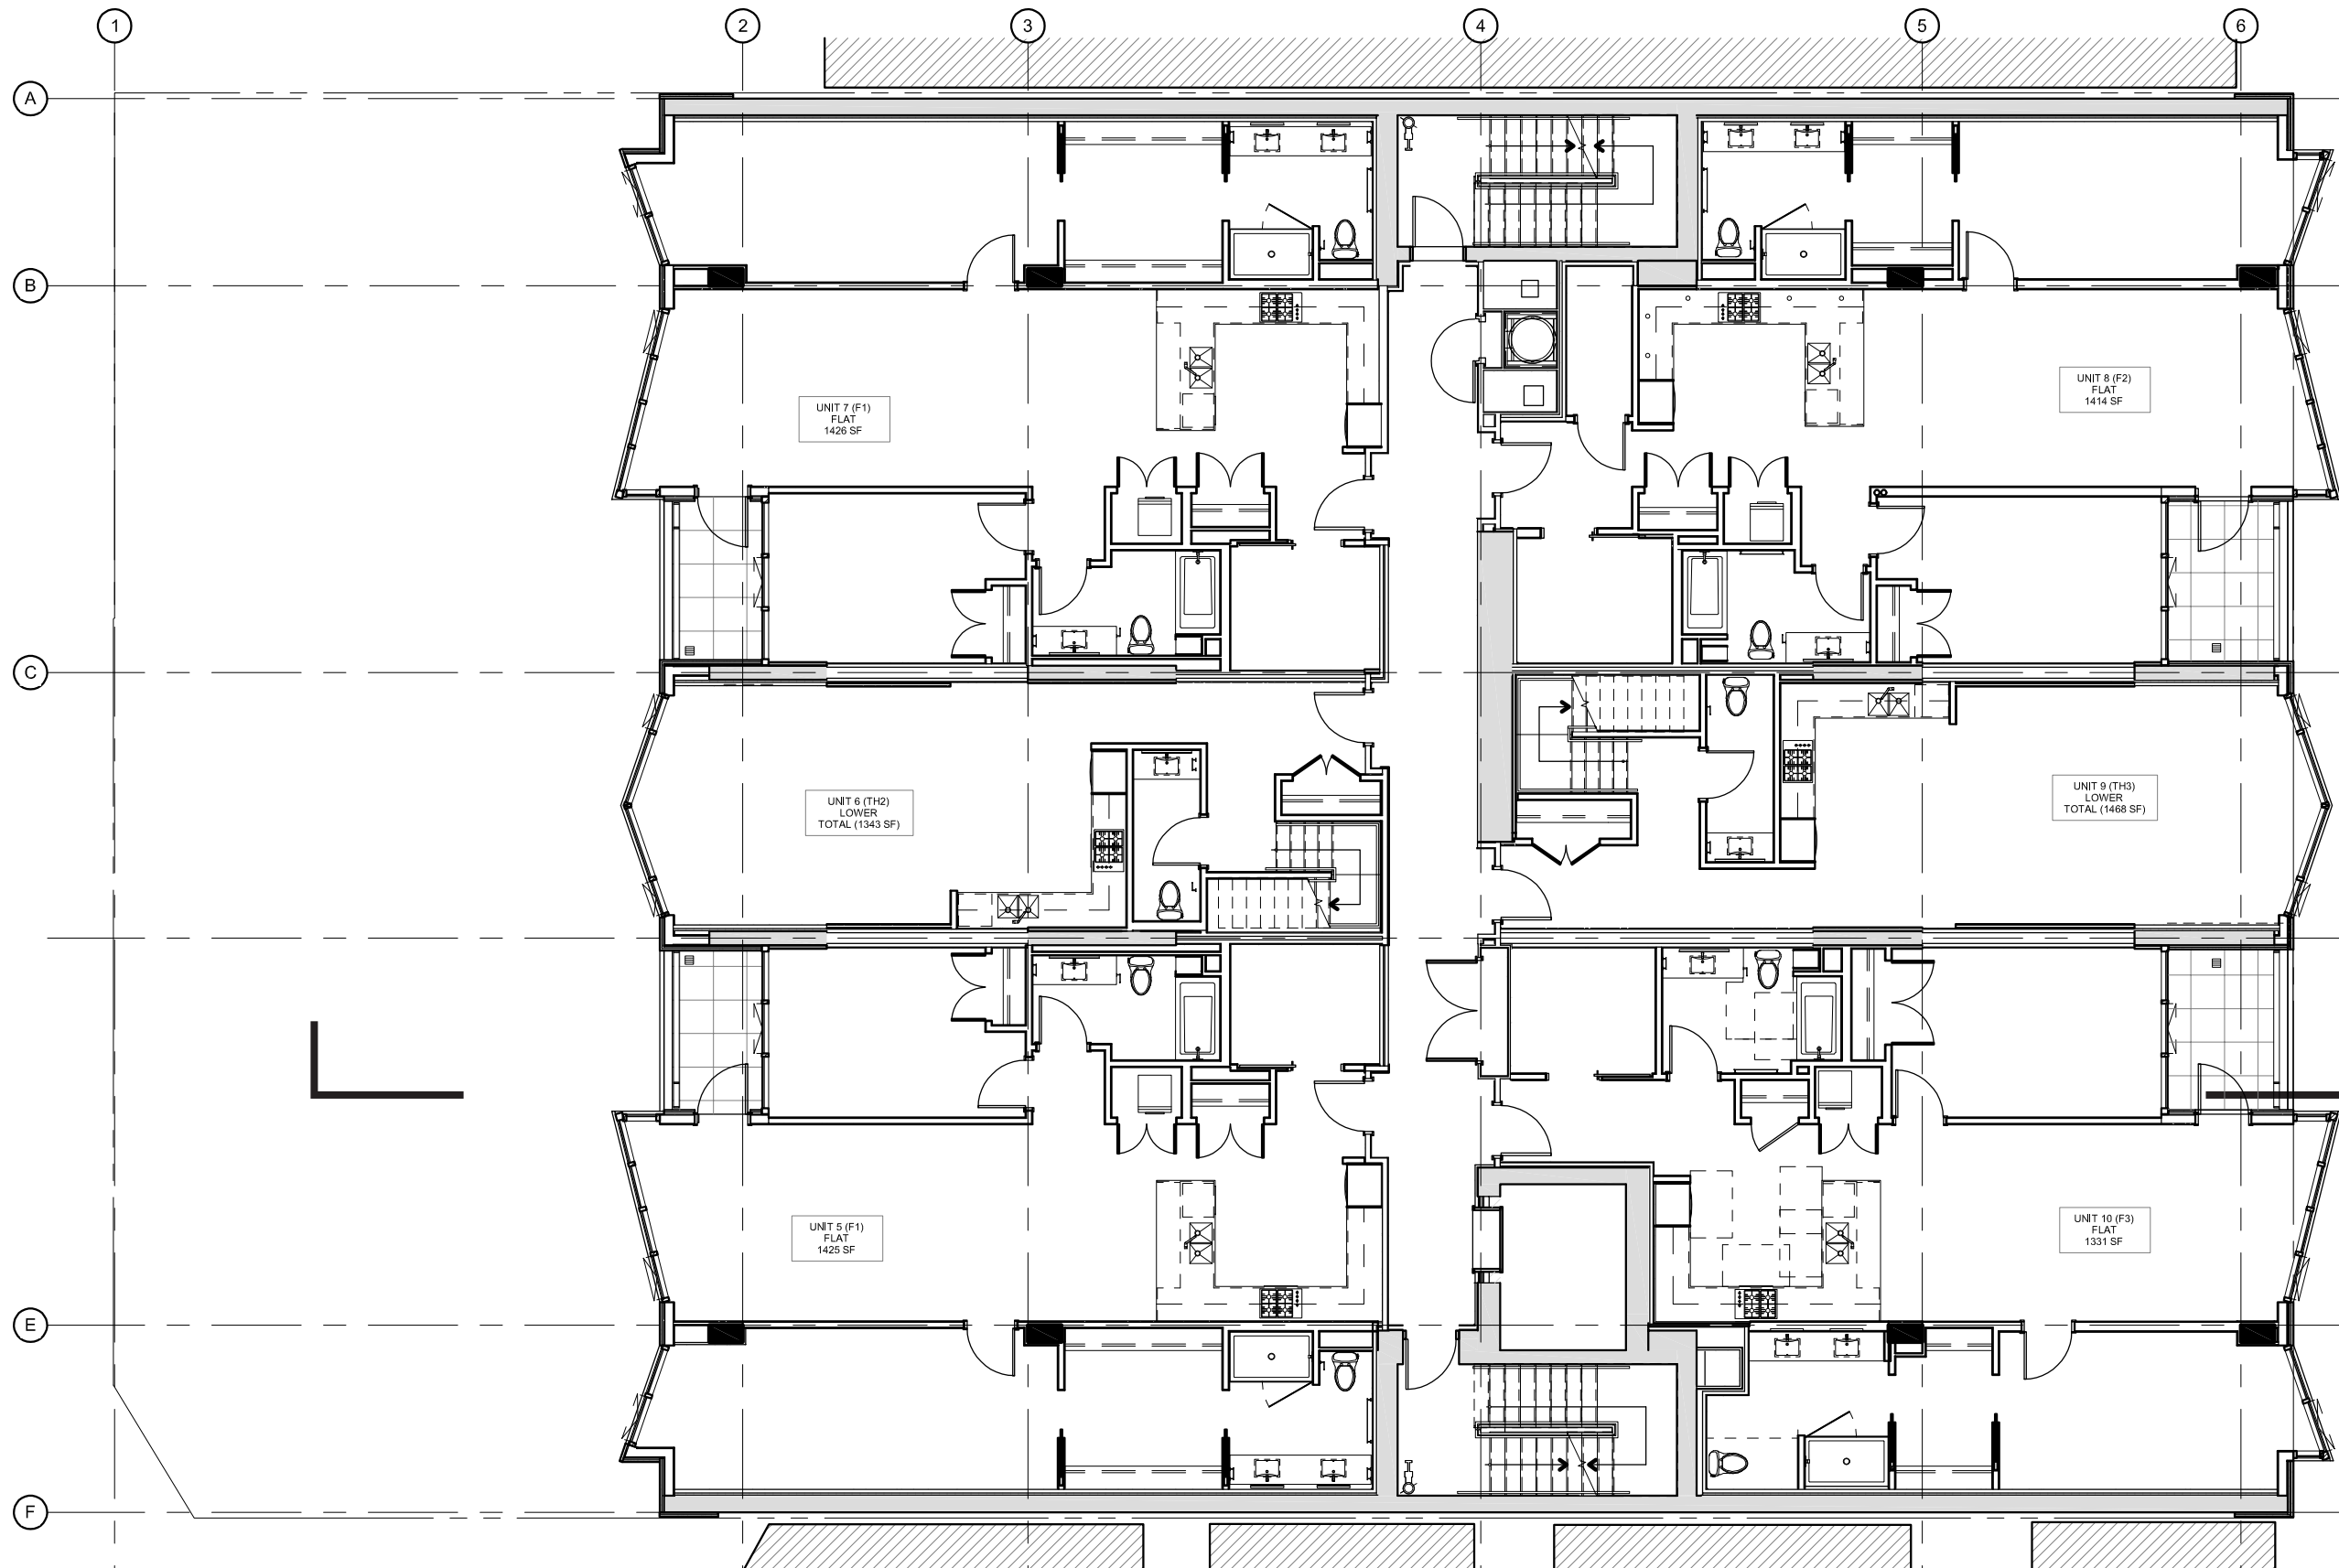 1
2
3
4
5
6
A
B
C
E
F
UNIT 7 (F1)
FLAT
1426 SF
UNIT 8 (F2)
FLAT
1414 SF
UNIT 6 (TH2)
LOWER
TOTAL (1343 SF)
UNIT 9 (TH3)
LOWER
TOTAL (1468 SF)
UNIT 5 (F1)
FLAT
1425 SF
UNIT 10 (F3)
FLAT
1331 SF